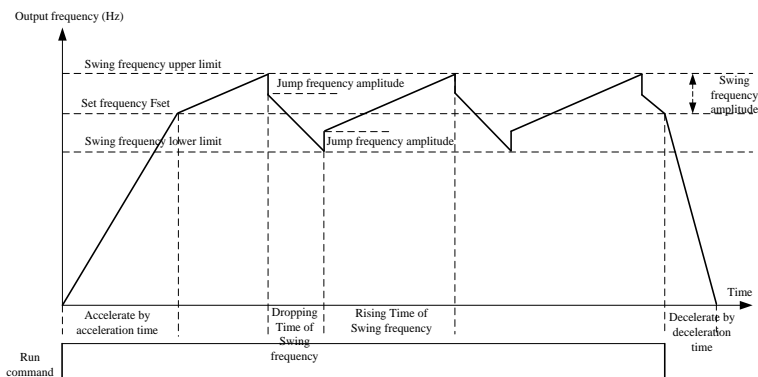 Output frequency (Hz)
Swing frequency upper limit
Jump frequency amplitude
Swing
frequency
amplitude
Set frequency Fset
Swing frequency lower limit
Jump frequency amplitude
Time
Accelerate by
acceleration time
Dropping
Time of
Swing
frequency
Rising Time of
Swing frequency
Decelerate by
deceleration
time
Run
command